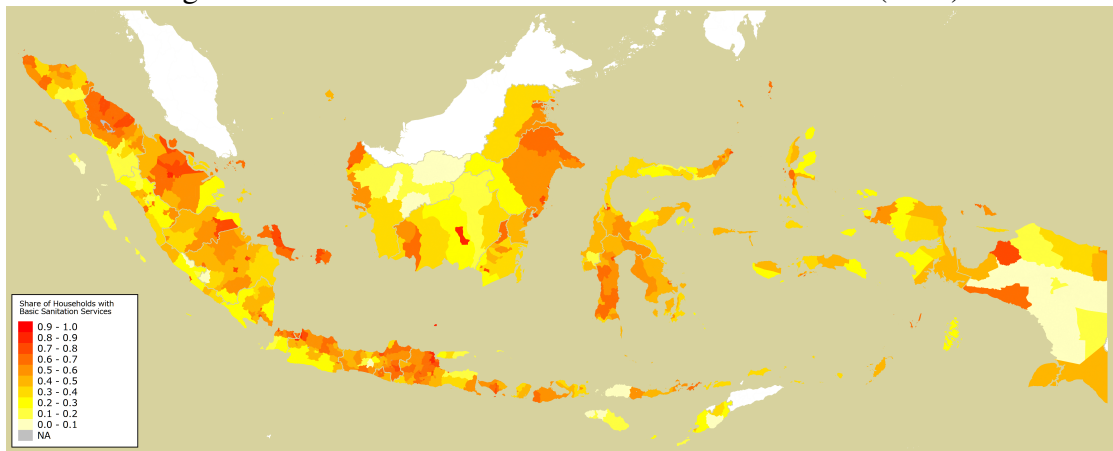 Share of Households with
Basic Sanitation Services
0.9 - 1.0
0.8 - 0.9
0.7 - 0.8
0.6 - 0.7
0.5 - 0.6
0.4 - 0.5
0.3 - 0.4
0.2 - 0.3
0.1 - 0.2
0.0 - 0.1
NA